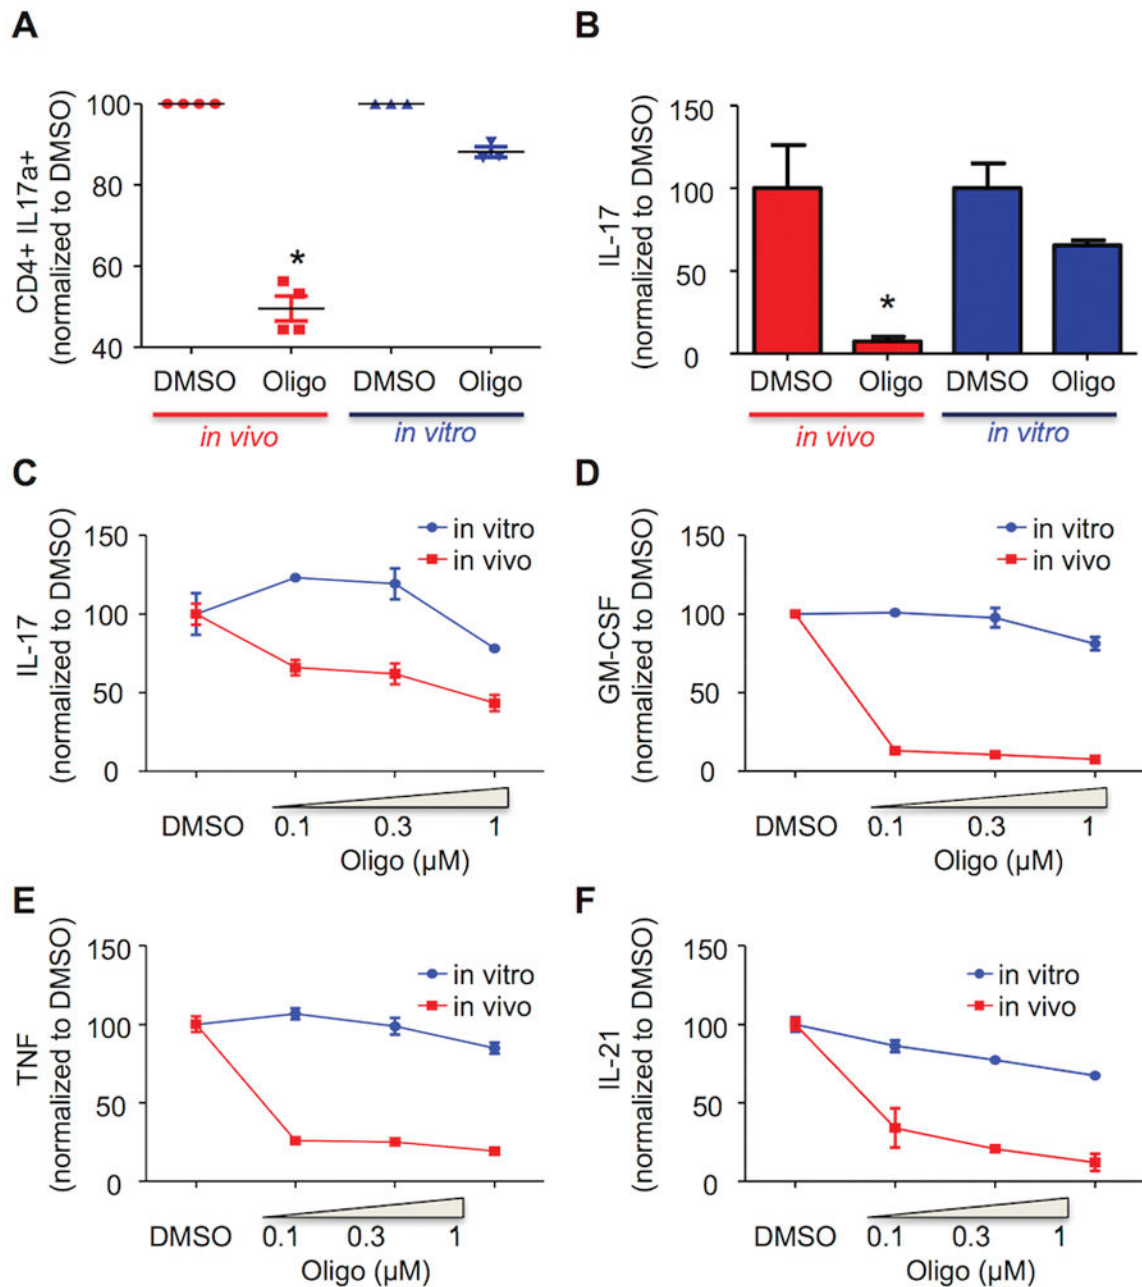 A
CD4+ IL17a+
(normalized to DMSO)
100
80
60
40
*
DMSO Oligo DMSO Oligo
in vivo in vitro
B
IL-17
(normalized to DMSO)
150
100
50
0
*
DMSO Oligo DMSO Oligo
in vivo in vitro
C
IL-17
(normalized to DMSO)
150
100
50
0
in vitro
in vivo
DMSO 0.1 0.3 1
Oligo (µM)
D
GM-CSF
(normalized to DMSO)
150
100
50
0
in vitro
in vivo
DMSO 0.1 0.3 1
Oligo (µM)
E
TNF
(normalized to DMSO)
150
100
50
0
in vitro
in vivo
DMSO 0.1 0.3 1
Oligo (µM)
F
IL-21
(normalized to DMSO)
150
100
50
0
in vitro
in vivo
DMSO 0.1 0.3 1
Oligo (µM)